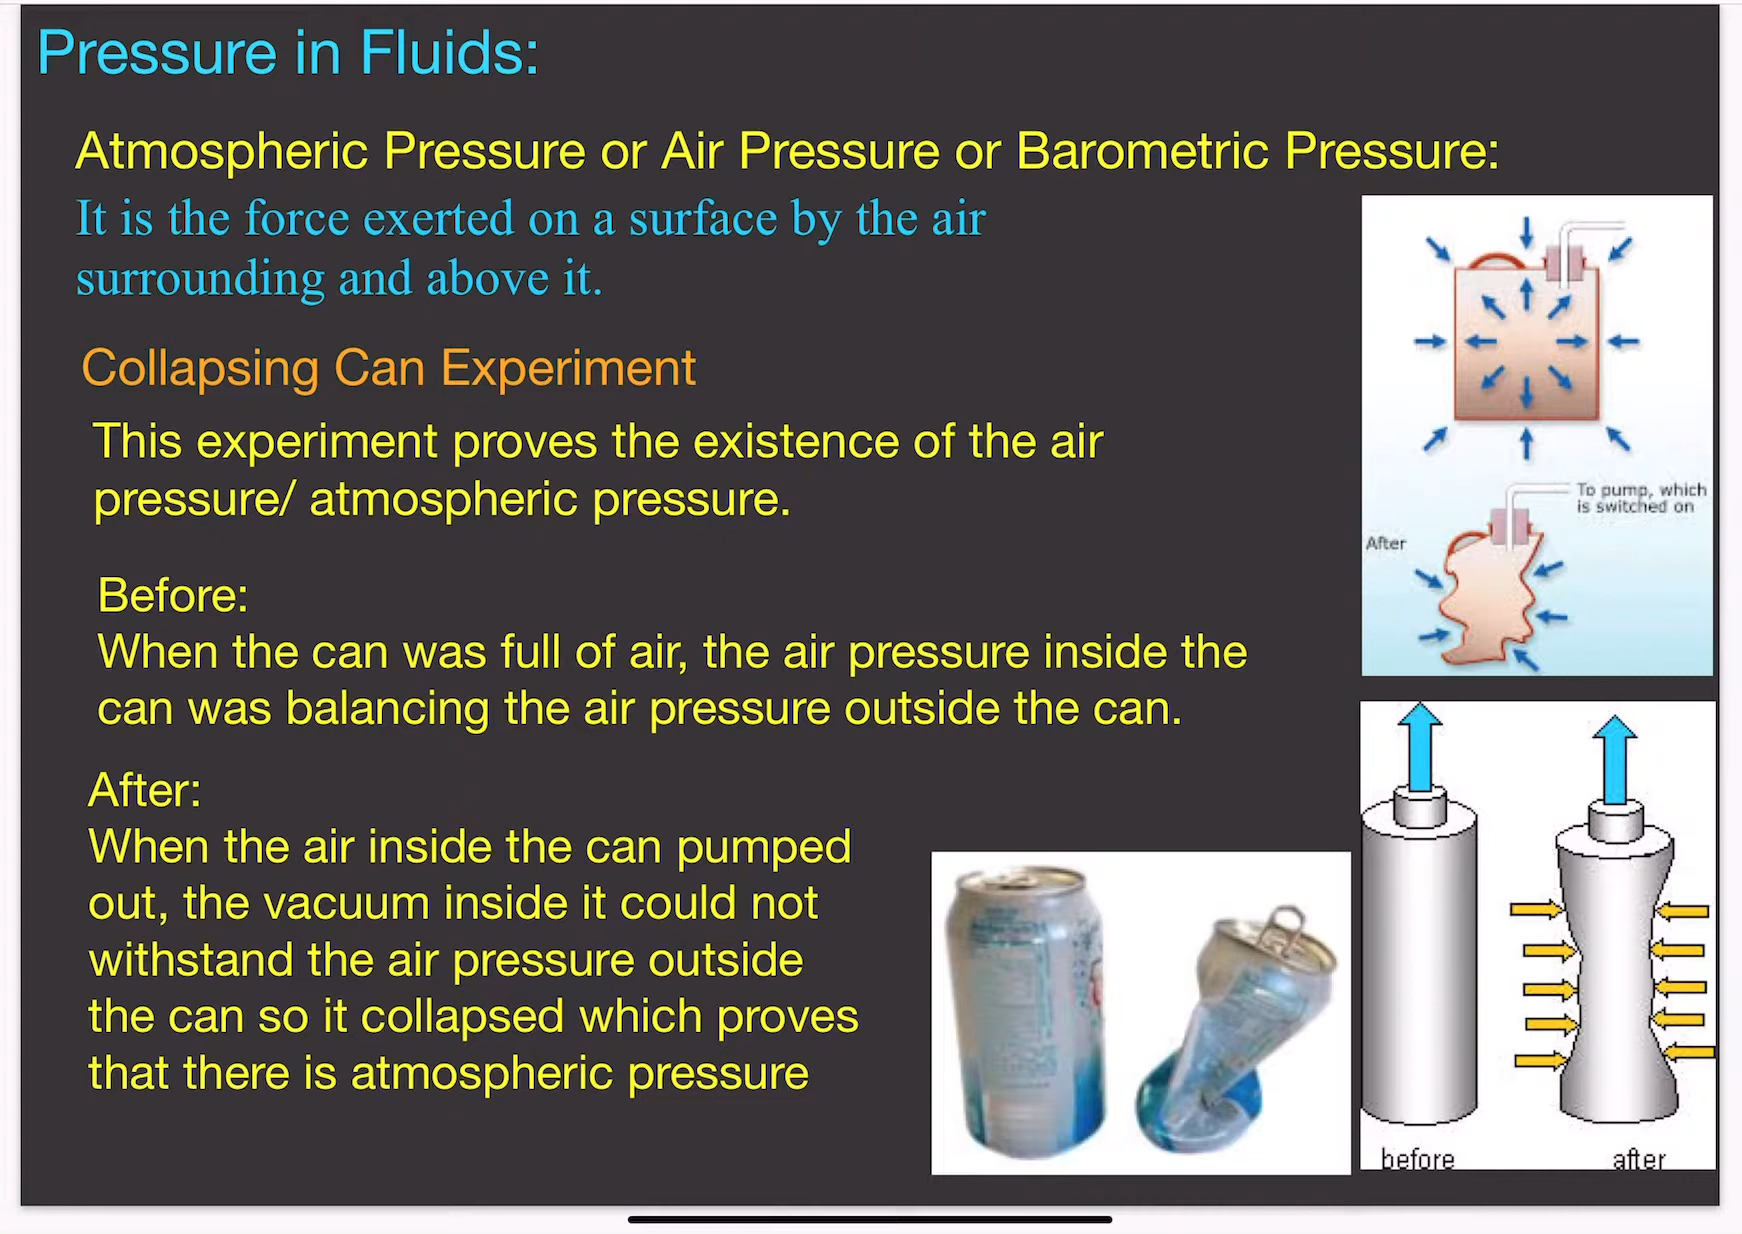 Pressure in Fluids:
Atmospheric Pressure or Air Pressure or Barometric Pressure:
It is the force exerted on a surface by the air
surrounding and above it.
Collapsing Can Experiment
This experiment proves the existence of the air
pressure/ atmospheric pressure.
Before:
When the can was full of air, the air pressure inside the
can was balancing the air pressure outside the can.
After:
When the air inside the can pumped
out, the vacuum inside it could not
withstand the air pressure outside
the can so it collapsed which proves
that there is atmospheric pressure
To pump, which
is switched on
After
before
after